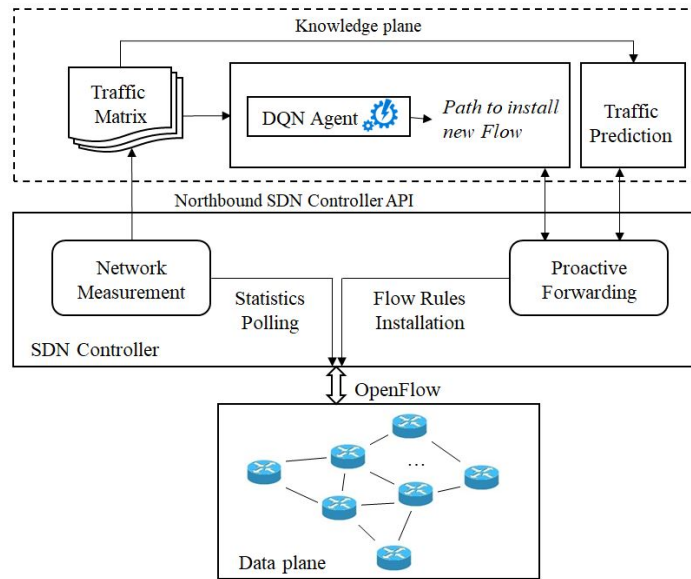 Knowledge plane
Traffic
Matrix
DQN Agent
Path to install
new Flow
Traffic
Prediction
Northbound SDN Controller API
Network
Measurement
Statistics
Polling
Flow Rules
Installation
Proactive
Forwarding
SDN Controller
OpenFlow
...
Data plane